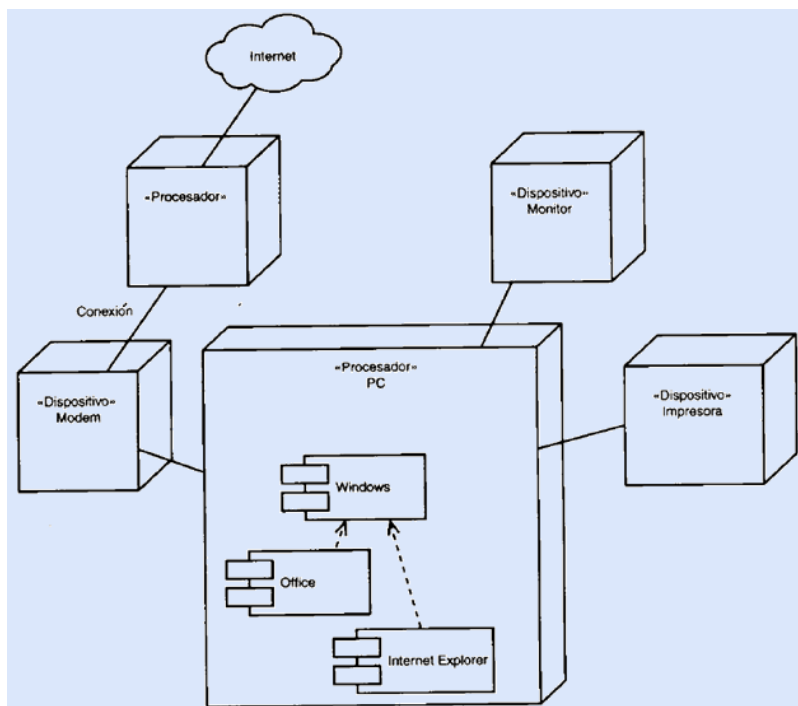 Internet
«Procesador»
«Dispositivo»
Monitor
Conexión
«Procesador»
PC
«Dispositivo»
Modem
«Dispositivo»
Impresora
Windows
Office
Internet Explorer